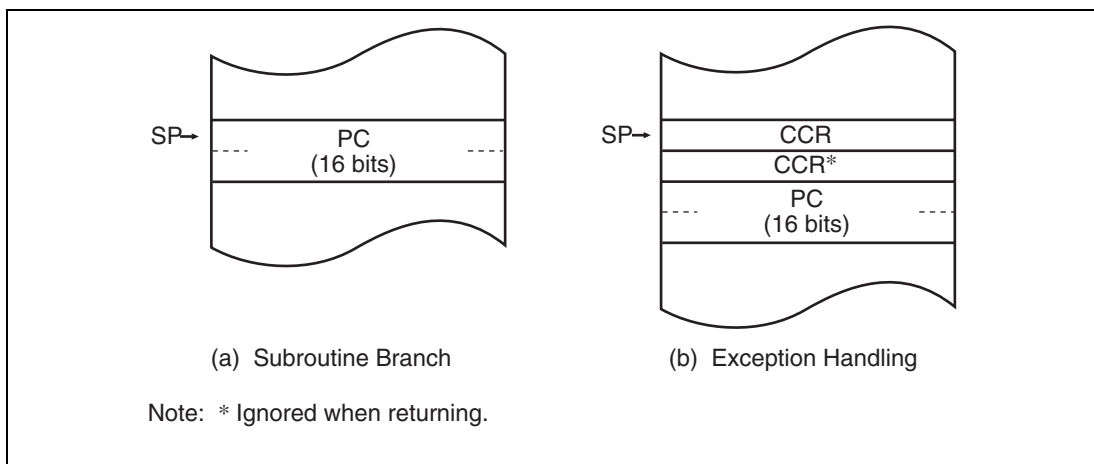 SP→
PC
(16 bits)
(a) Subroutine Branch
SP→
CCR
CCR*
PC
(16 bits)
(b) Exception Handling
Note: * Ignored when returning.